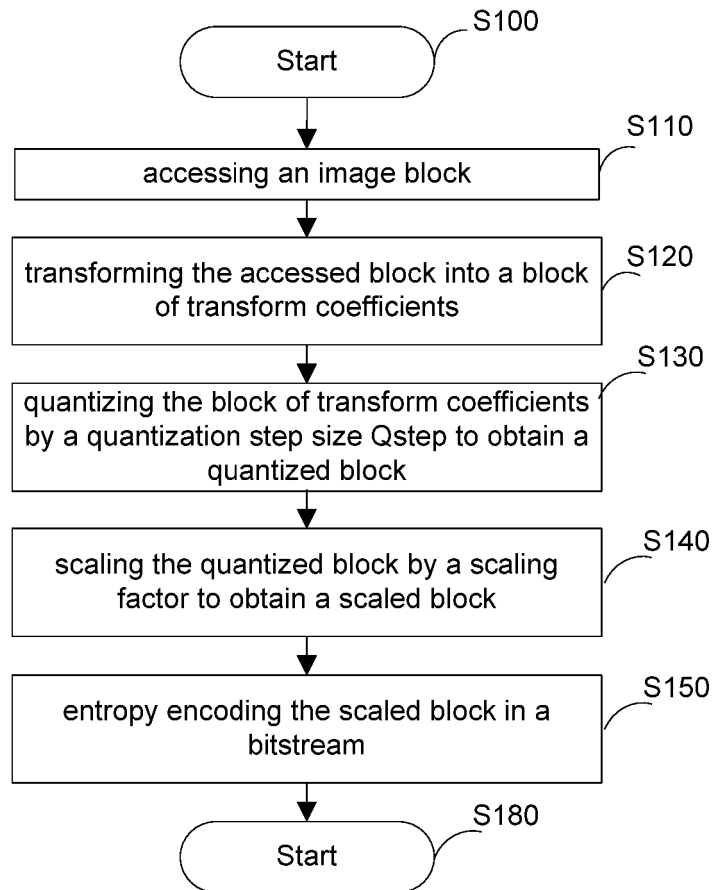 S100
Start
S110
accessing an image block
S120
transforming the accessed block into a block
of transform coefficients
S130
quantizing the block of transform coefficients
by a quantization step size Qstep to obtain a
quantized block
S140
scaling the quantized block by a scaling
factor to obtain a scaled block
S150
entropy encoding the scaled block in a
bitstream
S180
Start